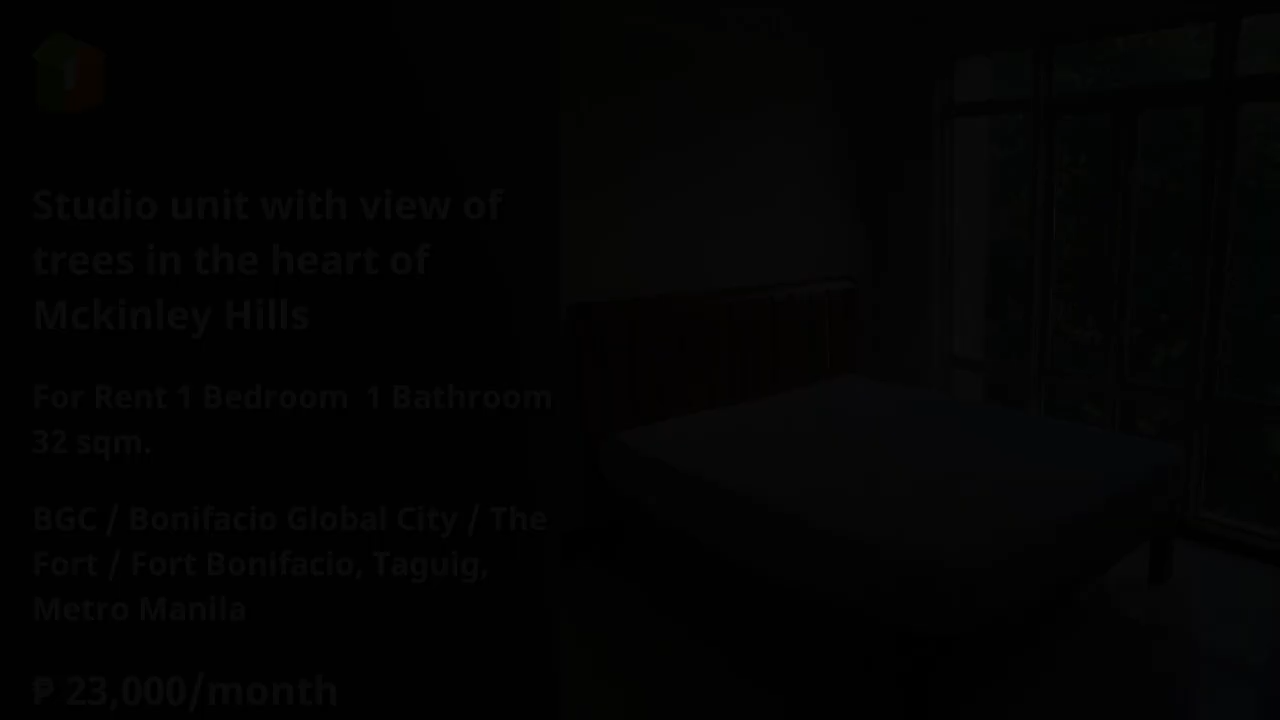 Studio unit with view of
trees in the heart of
Mckinley Hills
For Rent 1 Bedroom 1 Bathroom
32 sqm.
BGC / Bonifacio Global City / The
Fort / Fort Bonifacio, Taguig,
Metro Manila
₱ 23,000/month